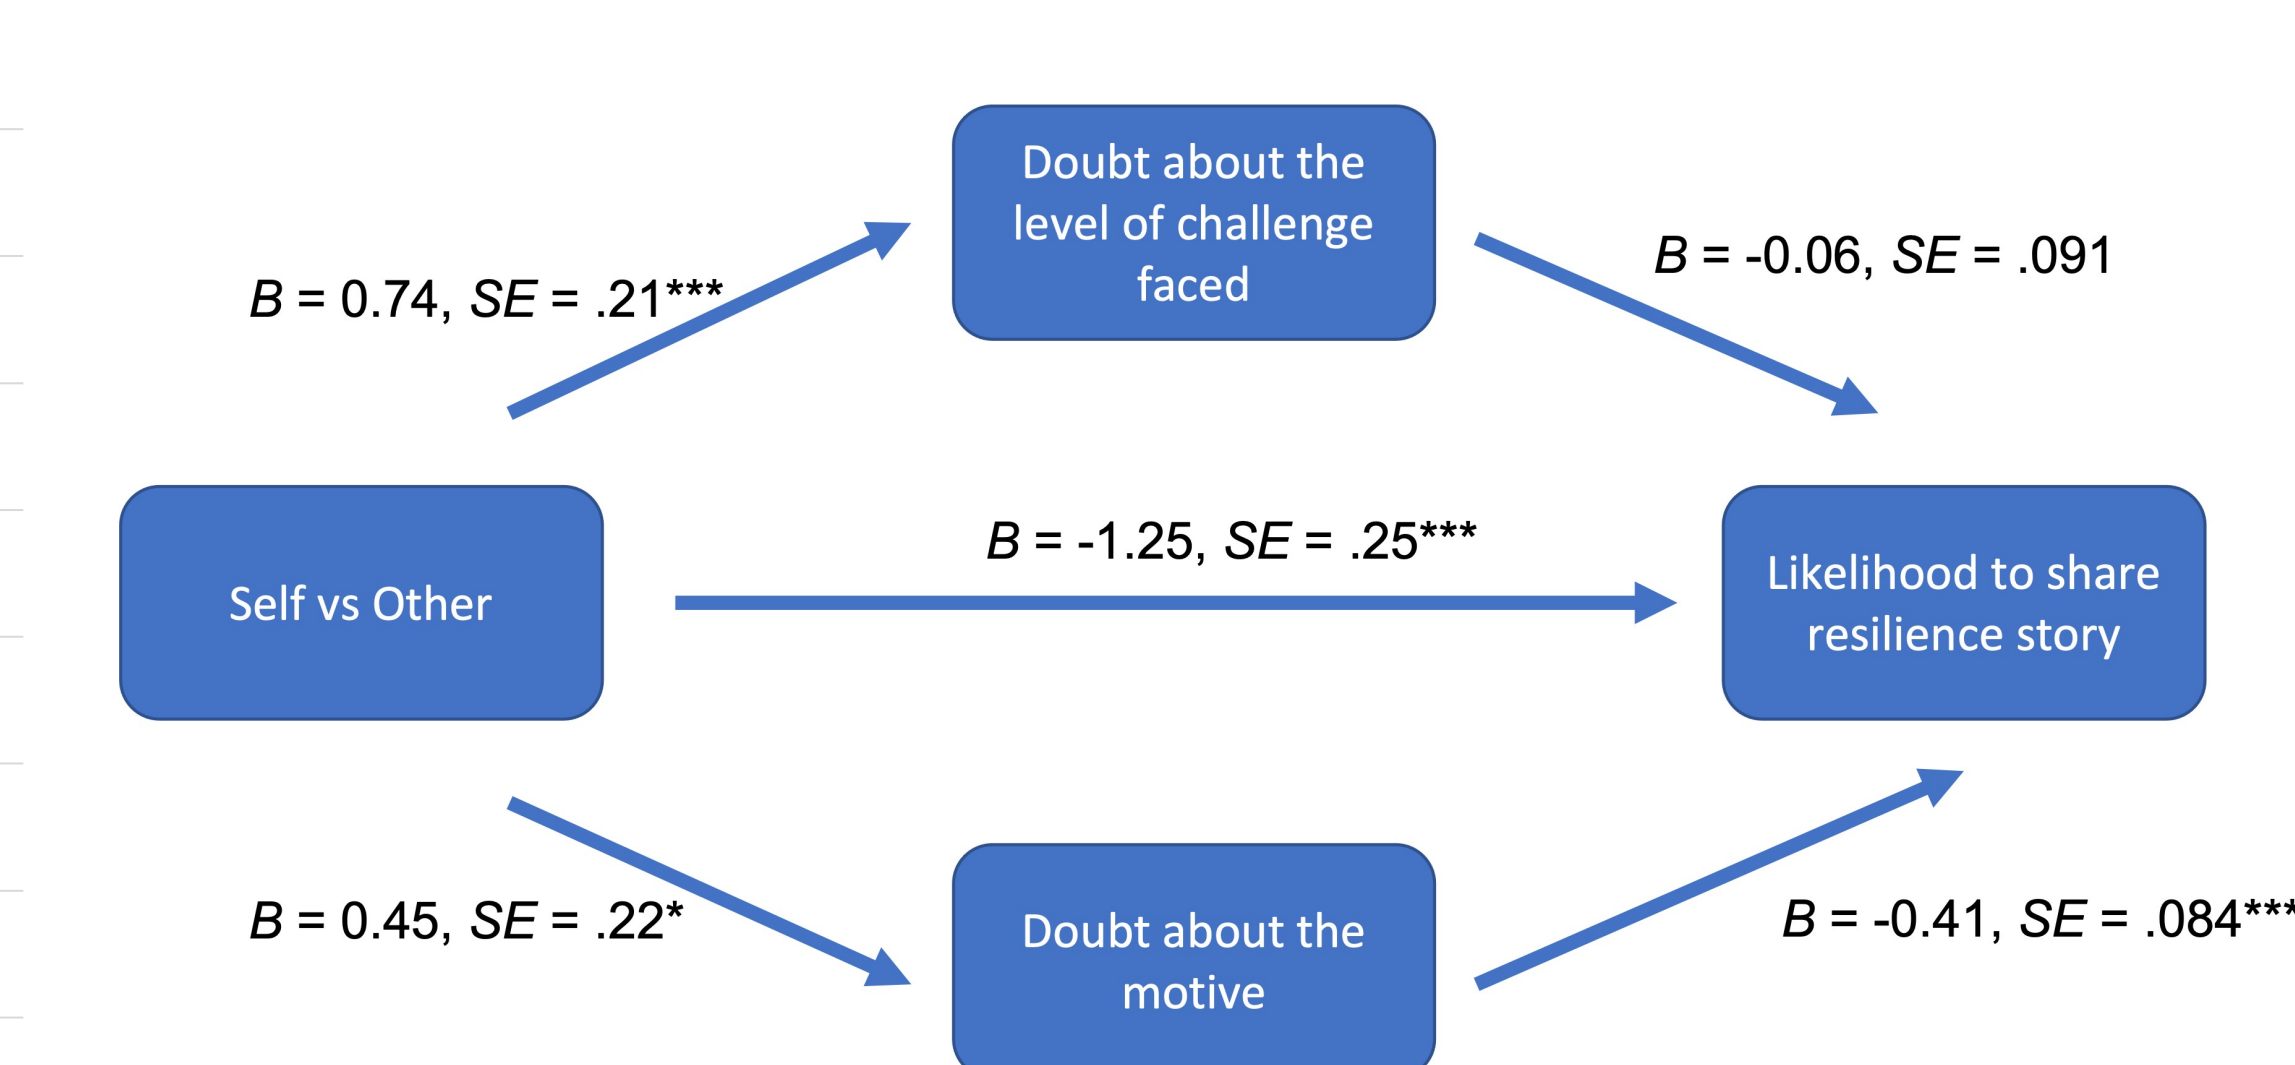 Doubt about the
level of challenge
faced
B = -0.06, SE = .091
B = 0.74, SE = .21***
B = -1.25, SE = .25***
Self vs Other
Likelihood to share
resilience story
B = 0.45, SE = .22*
Doubt about the
motive
B = -0.41, SE = .084***